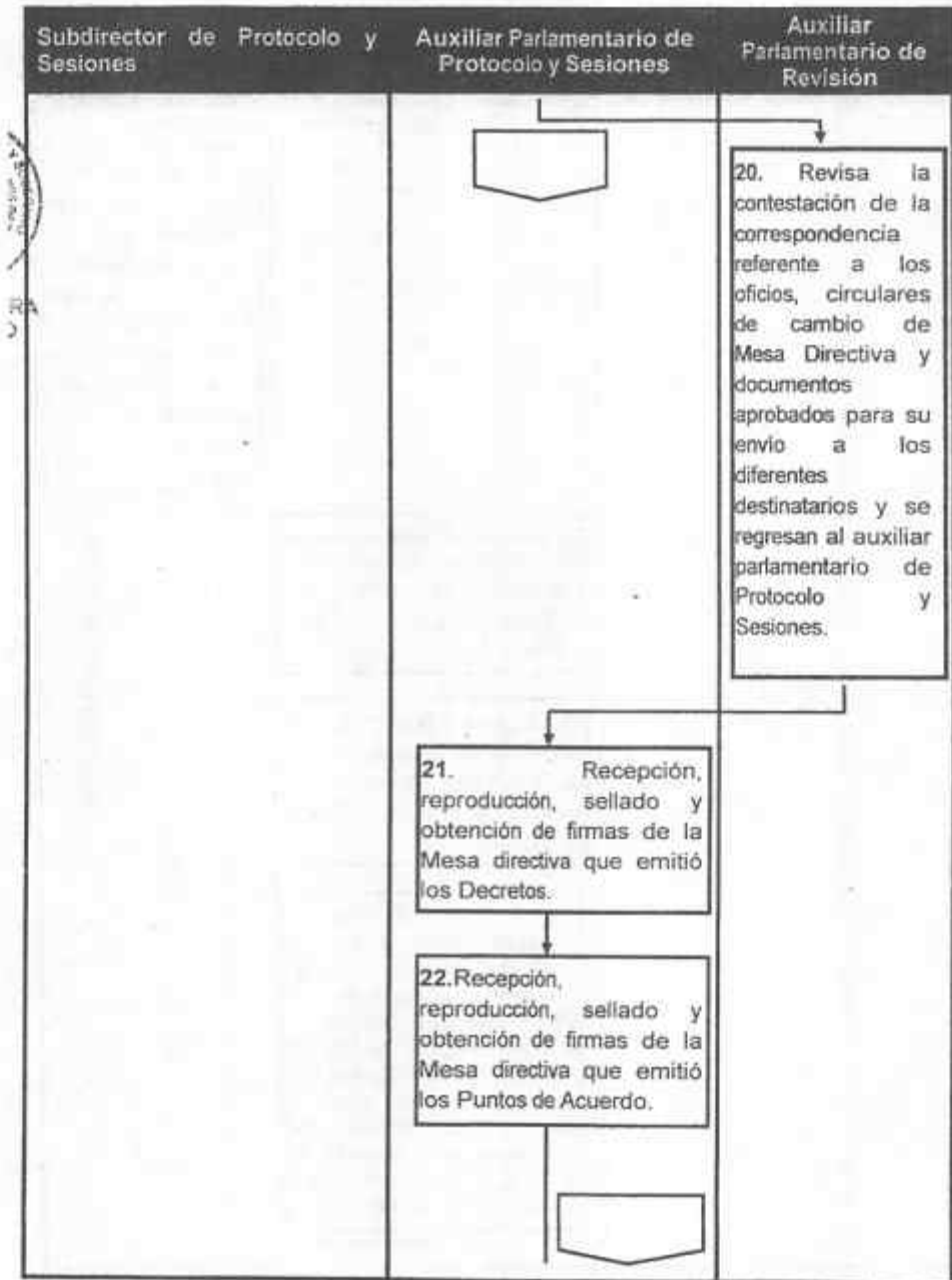 Subdirector de Protocolo y
Sesiones
Auxiliar Parlamentario de
Protocolo y Sesiones
Auxiliar
Parlamentario de
Revisión
20. Revisa la
contestación de la
correspondencia
referente a los
oficios, circulares
de cambio de
Mesa Directiva y
documentos
aprobados para su
envío a los
diferentes
destinatarios y se
regresan al auxiliar
parlamentario de
Protocolo y
Sesiones.
21. Recepción,
reproducción, sellado y
obtención de firmas de la
Mesa directiva que emitió
los Decretos.
22.Recepción,
reproducción, sellado y
obtención de firmas de la
Mesa directiva que emitió
los Puntos de Acuerdo.